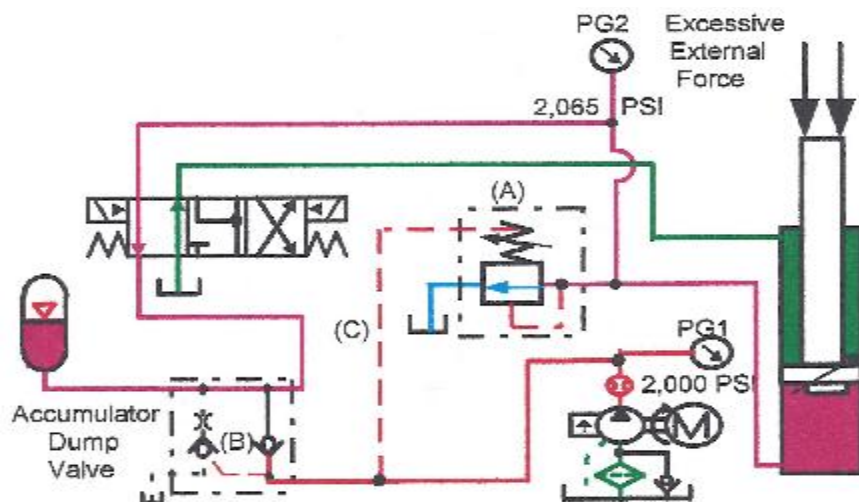 PG2
Excessive
External
Force
2,065 PSI
(A)
(C)
PG1
2,000 PSI
Accumulator
Dump
Valve
(B)
M